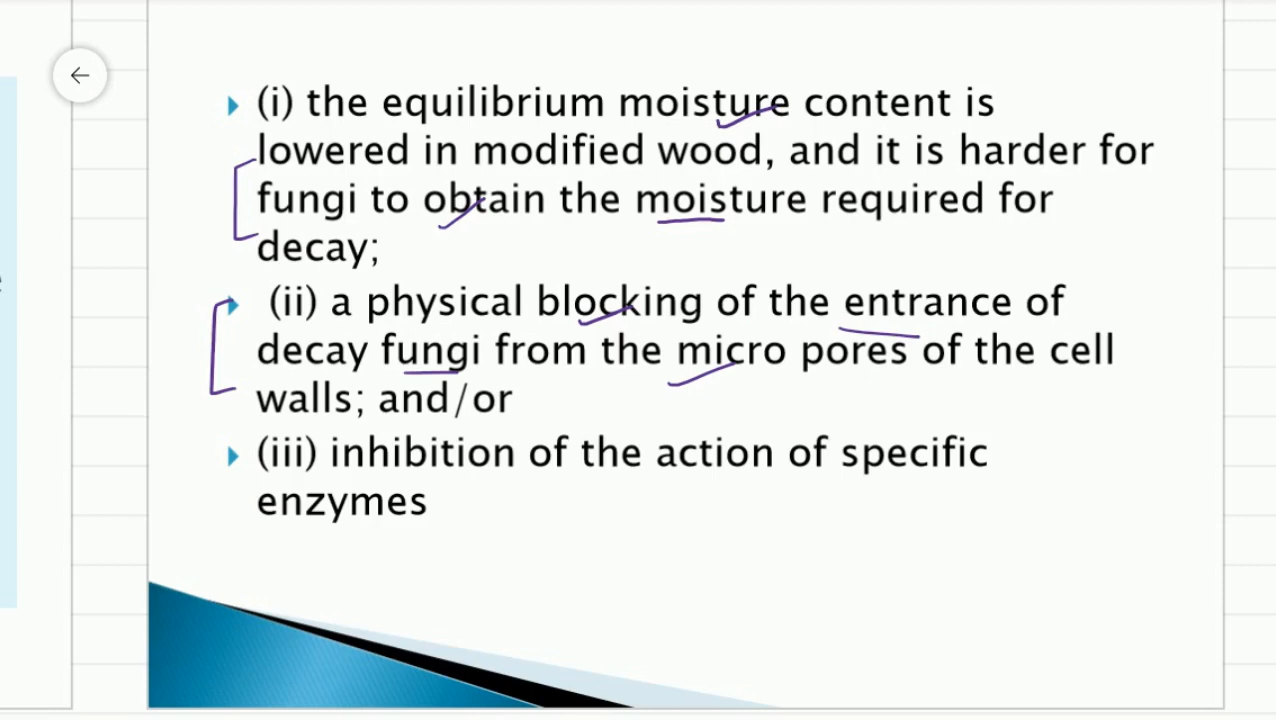 (i) the equilibrium moisture content is
lowered in modified wood, and it is harder for
fungi to obtain the moisture required for
decay;
(ii) a physical blocking of the entrance of
decay fungi from the micro pores of the cell
walls; and/or
(iii) inhibition of the action of specific
enzymes